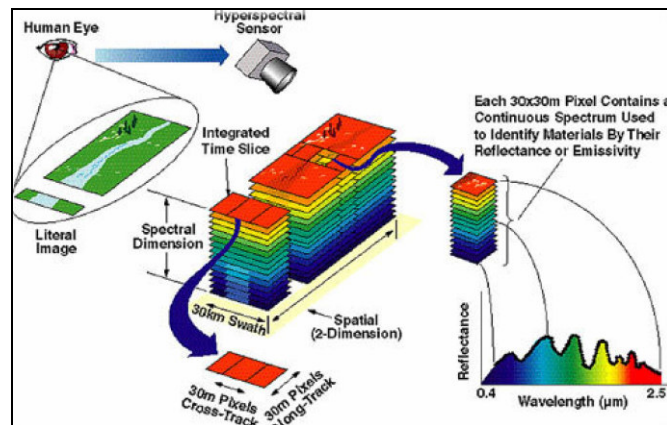 Human Eye
Hyperspectral
Sensor
Each 30x30m Pixel Contains a
Continuous Spectrum Used
to Identify Materials By Their
Reflectance or Emissivity
Integrated
Time Slice
Literal
Image
Spectral
Dimension
30km Swath
Spatial
(2-Dimension)
30m Pixels
Cross-Track
30m Pixels
long-Track
Reflectance
0.4
2.5
Wavelength (μm)